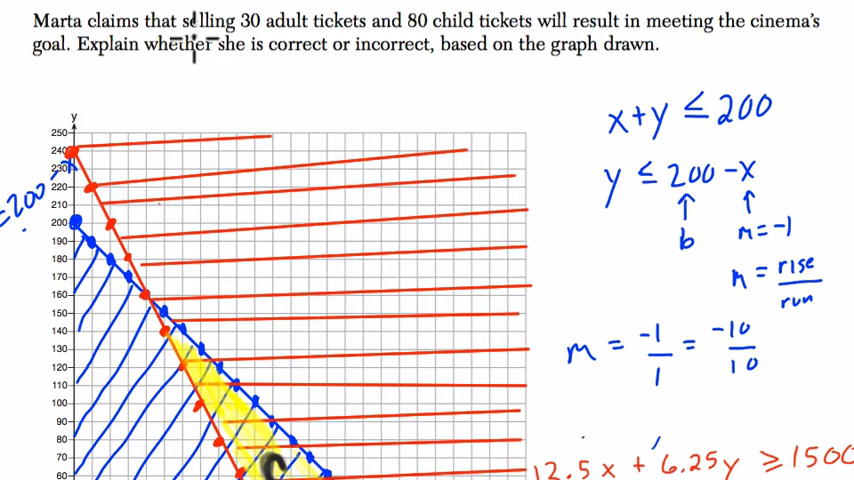 Marta claims that selling 30 adult tickets and 80 child tickets will result in meeting the cinema's
goal. Explain whether she is correct or incorrect, based on the graph drawn.
y
250
240
230
220
210
200
190
180
170
160
150
140
130
120
110
100
90
80
70
60
=200-x
S
x+y ≤ 200
y ≤ 200 -x
b
m=-1
m = rise
run
m = -1/1 = -10/10
12.5x + 6.25y ≥ 1500